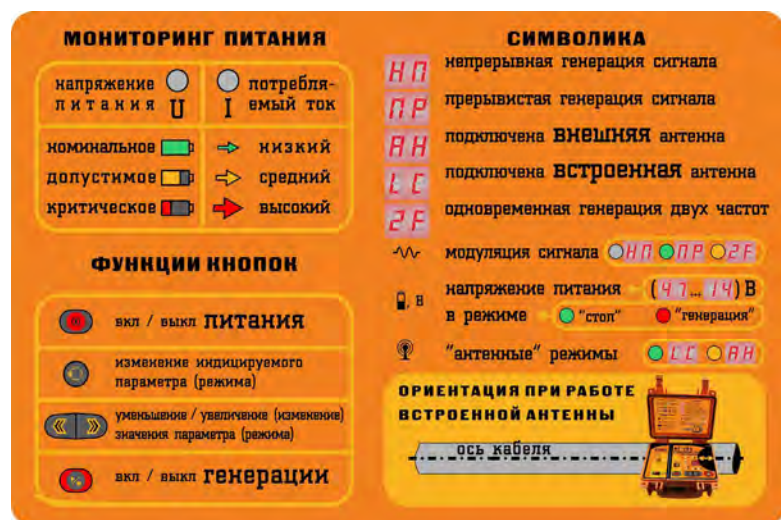 МОНИТОРИНГ ПИТАНИЯ
напряжение потребля-
питания U I емый ток
номинальное низкий
допустимое средний
критическое высокий
ФУНКЦИИ КНОПОК
вкл / выкл питания
изменение индицируемого
параметра (режима)
уменьшение / увеличение (изменение)
значения параметра (режима)
вкл / выкл генерации
СИМВОЛИКА
НП непрерывная генерация сигнала
ПР прерывистая генерация сигнала
АН подключена внешняя антенна
LC подключена встроенная антенна
2F одновременная генерация двух частот
модуляция сигнала НП ПР 2F
, В напряжение питания (47...14) В
в режиме "стоп" "генерация"
"антенные" режимы LC АН
ОРИЕНТАЦИЯ ПРИ РАБОТЕ
ВСТРОЕННОЙ АНТЕННЫ
ось кабеля